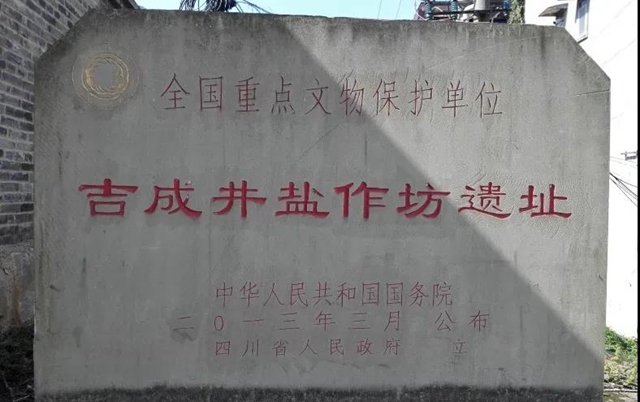 全国重点文物保护单位
吉成井盐作坊遗址
中华人民共和国国务院
二0一三年三月 公布
四川省人民政府 立